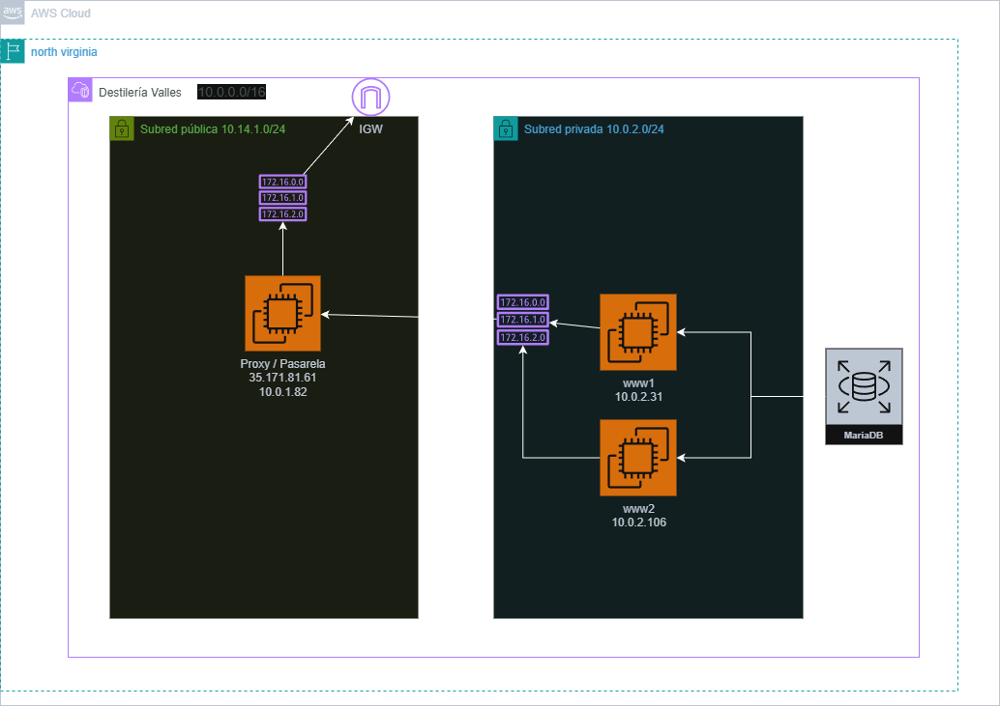 aws
AWS Cloud
north virginia
Destilería Valles
10.0.0.0/16
IGW
Subred pública 10.14.1.0/24
Subred privada 10.0.2.0/24
172.16.0.0
172.16.1.0
172.16.2.0
Proxy / Pasarela
35.171.81.61
10.0.1.82
172.16.0.0
172.16.1.0
172.16.2.0
www1
10.0.2.31
www2
10.0.2.106
MariaDB